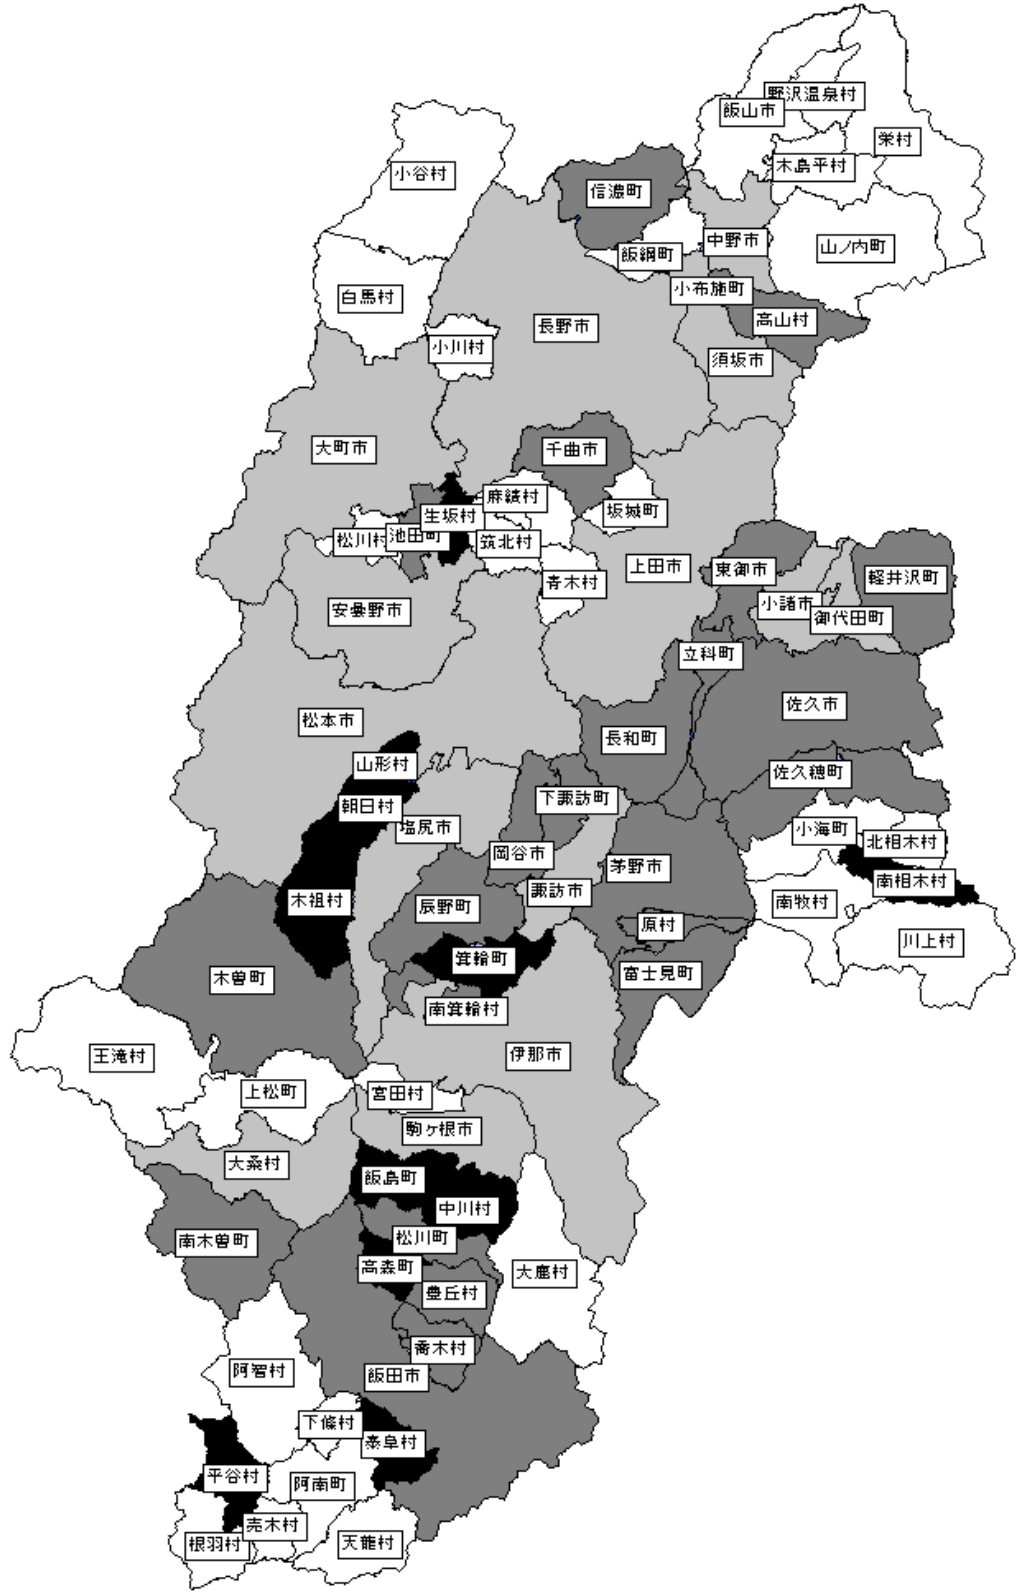 野沢温泉村
飯山市
栄村
木島平村
小谷村
信濃町
中野市
山ノ内町
飯綱町
小布施町
白馬村
高山村
長野市
小川村
須坂市
大町市
千曲市
麻績村
坂城町
生坂村
池田町
松川村
筑北村
上田市
東御市
軽井沢町
青木村
安曇野市
小諸市
御代田町
立科町
佐久市
松本市
長和町
山形村
佐久穂町
下諏訪町
朝日村
塩尻市
小海町
北相木村
岡谷市
茅野市
南相木村
諏訪市
木祖村
辰野町
南牧村
原村
川上村
箕輪町
富士見町
木曽町
南箕輪村
王滝村
伊那市
上松町
宮田村
駒ヶ根市
大桑村
飯島町
中川村
南木曽町
松川町
高森町
大鹿村
豊丘村
喬木村
阿智村
飯田市
下條村
泰阜村
平谷村
阿南町
売木村
根羽村
天龍村